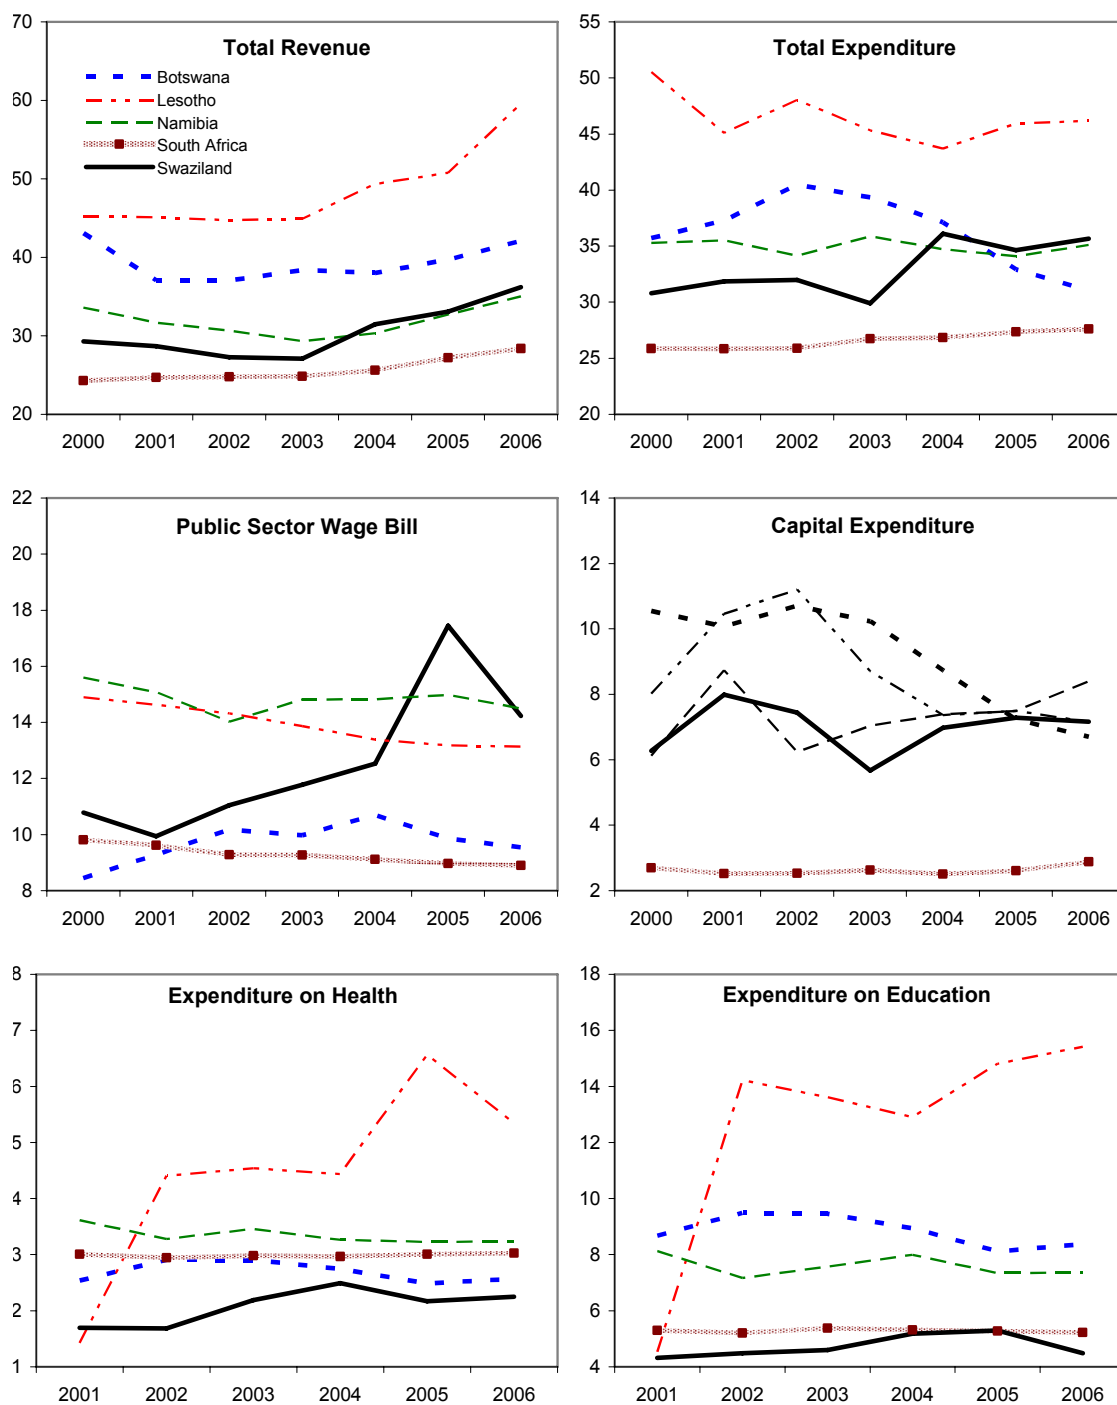 Total Revenue
70
60
50
40
30
20
Botswana
Lesotho
Namibia
South Africa
Swaziland
2000 2001 2002 2003 2004 2005 2006
Total Expenditure
55
50
45
40
35
30
25
20
2000 2001 2002 2003 2004 2005 2006
Public Sector Wage Bill
22
20
18
16
14
12
10
8
2000 2001 2002 2003 2004 2005 2006
Capital Expenditure
14
12
10
8
6
4
2
2000 2001 2002 2003 2004 2005 2006
Expenditure on Health
8
7
6
5
4
3
2
1
2001 2002 2003 2004 2005 2006
Expenditure on Education
18
16
14
12
10
8
6
4
2001 2002 2003 2004 2005 2006